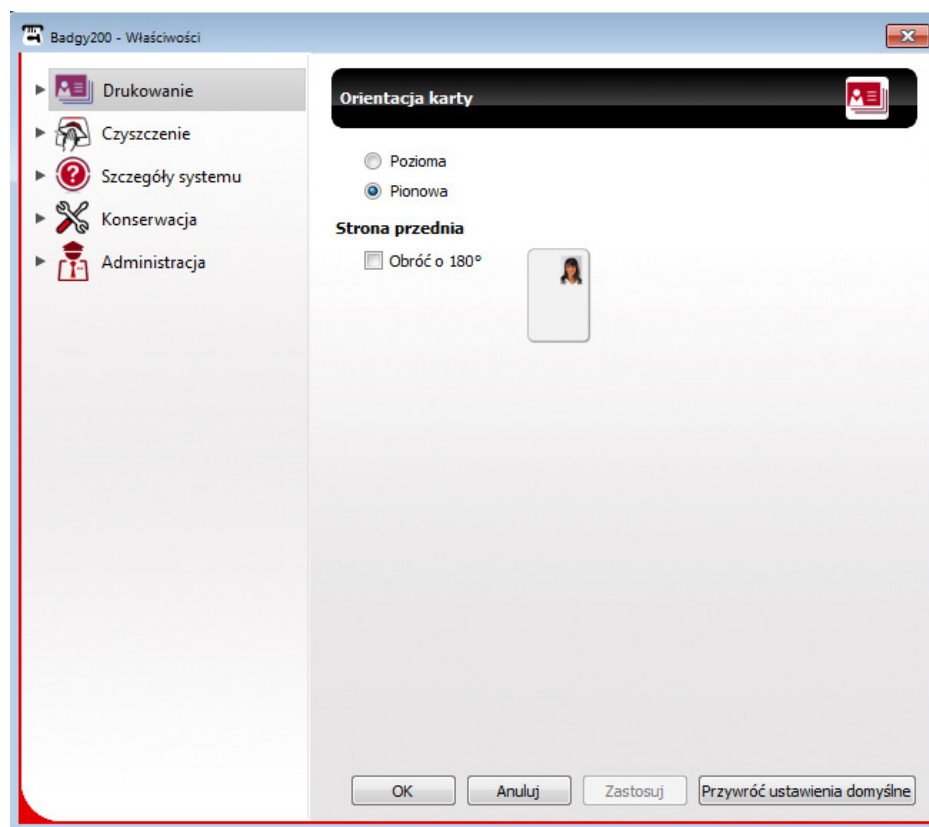 Badgy200 - Właściwości
Drukowanie
Czyszczenie
Szczegóły systemu
Konserwacja
Administracja
Orientacja karty
Pozioma
Pionowa
Strona przednia
Obróć o 180°
OK
Anuluj
Zastosuj
Przywróć ustawienia domyślne